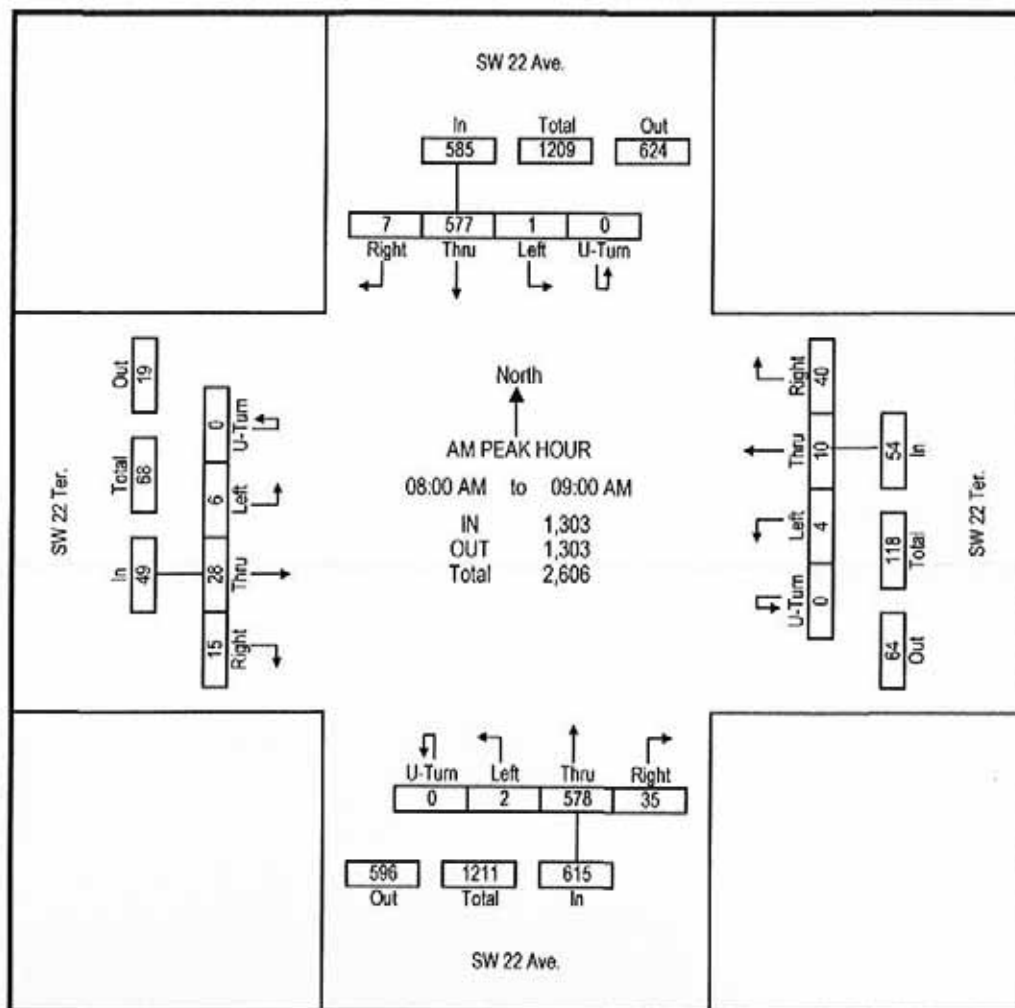 SW 22 Ave.
In Total Out
585 1209 624
7 577 1 0
Right Thru Left U-Turn
SW 22 Ter.
Out 19
Total 68
In 49
0 U-Turn
6 Left
28 Thru
15 Right
North
AM PEAK HOUR
08:00 AM to 09:00 AM
IN 1,303
OUT 1,303
Total 2,606
Right 40
Thru 10
Left 4
U-Turn 0
54 In
118 Total
64 Out
SW 22 Ter.
U-Turn Left Thru Right
0 2 578 35
596 1211 615
Out Total In
SW 22 Ave.